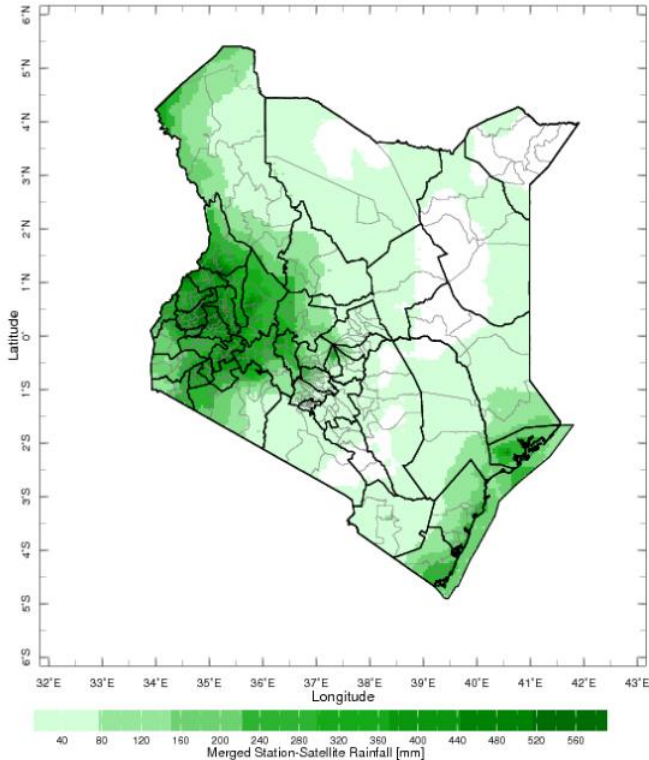 6°N
5°N
4°N
3°N
2°N
1°N
0°
1°S
2°S
3°S
4°S
5°S
6°S
Latitude
32°E 33°E 34°E 35°E 36°E 37°E 38°E 39°E 40°E 41°E 42°E 43°E
Longitude
40 80 120 160 200 240 280 320 360 400 440 480 520 560
Merged Station-Satellite Rainfall [mm]